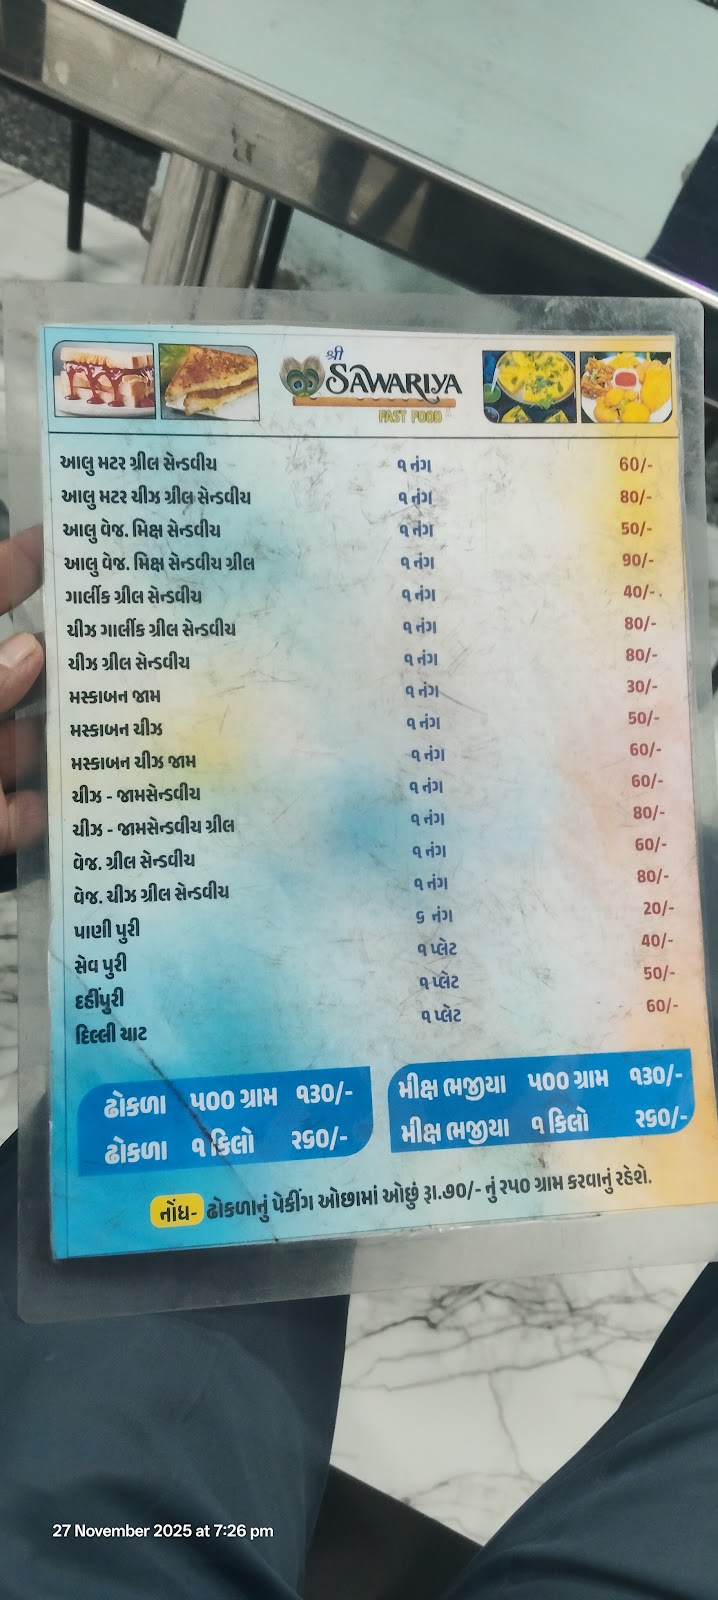 શ્રી
SAWARIYA
FAST FOOD
આલુ મટર ગ્રીલ સેન્ડવીચ ૧ નંગ 60/-
આલુ મટર ચીઝ ગ્રીલ સેન્ડવીચ ૧ નંગ 80/-
આલુ વેજ. મિક્ષ સેન્ડવીચ ૧ નંગ 50/-
આલુ વેજ. મિક્ષ સેન્ડવીચ ગ્રીલ ૧ નંગ 90/-
ગાર્લીક ગ્રીલ સેન્ડવીચ ૧ નંગ 40/-
ચીઝ ગાર્લીક ગ્રીલ સેન્ડવીચ ૧ નંગ 80/-
ચીઝ ગ્રીલ સેન્ડવીચ ૧ નંગ 80/-
મસ્કાબન જામ ૧ નંગ 30/-
મસ્કાબન ચીઝ ૧ નંગ 50/-
મસ્કાબન ચીઝ જામ ૧ નંગ 60/-
ચીઝ - જામસેન્ડવીચ ૧ નંગ 60/-
ચીઝ - જામસેન્ડવીચ ગ્રીલ ૧ નંગ 80/-
વેજ. ગ્રીલ સેન્ડવીચ ૧ નંગ 60/-
વેજ. ચીઝ ગ્રીલ સેન્ડવીચ ૧ નંગ 80/-
પાણી પુરી ૬ નંગ 20/-
સેવ પુરી ૧ પ્લેટ 40/-
દહીંપુરી ૧ પ્લેટ 50/-
દિલ્લી ચાટ ૧ પ્લેટ 60/-
ઢોકળા ૫૦૦ ગ્રામ ૧૩૦/-
ઢોકળા ૧ કિલો ૨૬૦/-
મીક્ષ ભજીયા ૫૦૦ ગ્રામ ૧૩૦/-
મીક્ષ ભજીયા ૧ કિલો ૨૬૦/-
નોંધ- ઢોકળાનું પેકીંગ ઓછામાં ઓછું રૂા.૭૦/- નું ૨૫૦ ગ્રામ કરવાનું રહેશે.
27 November 2025 at 7:26 pm